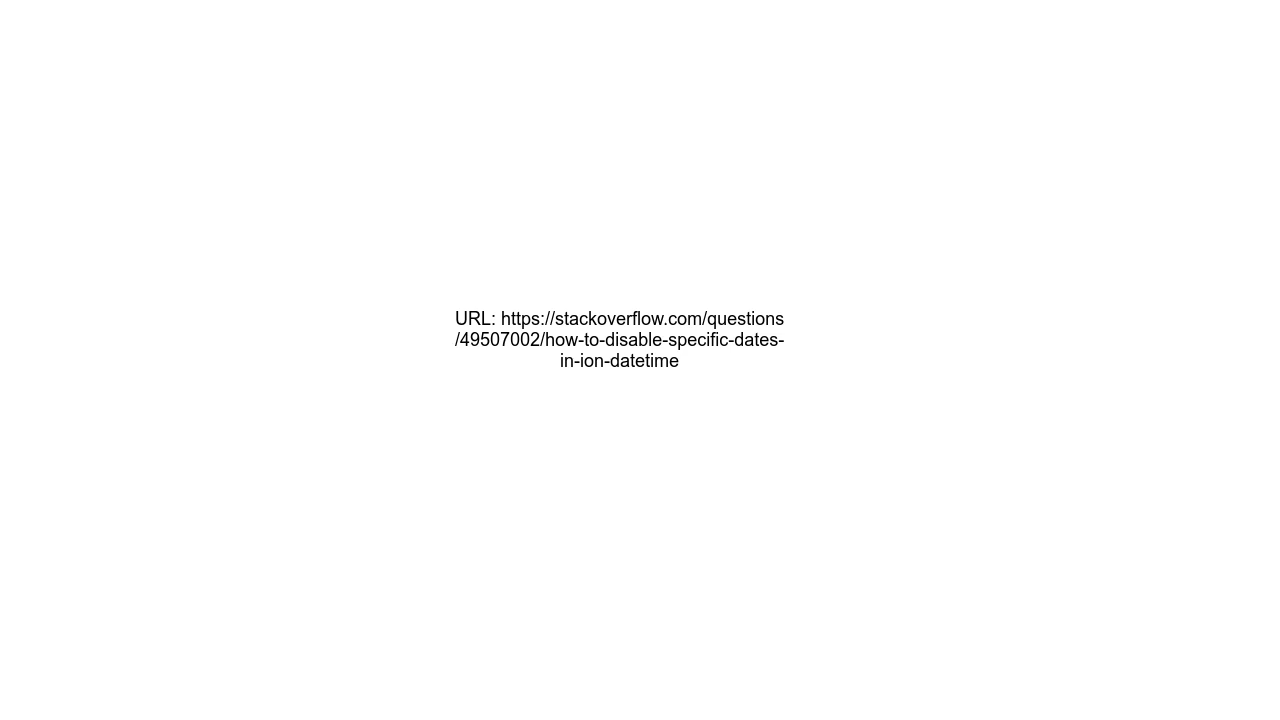 URL: https://stackoverflow.com/questions
/49507002/how-to-disable-specific-dates-
in-ion-datetime